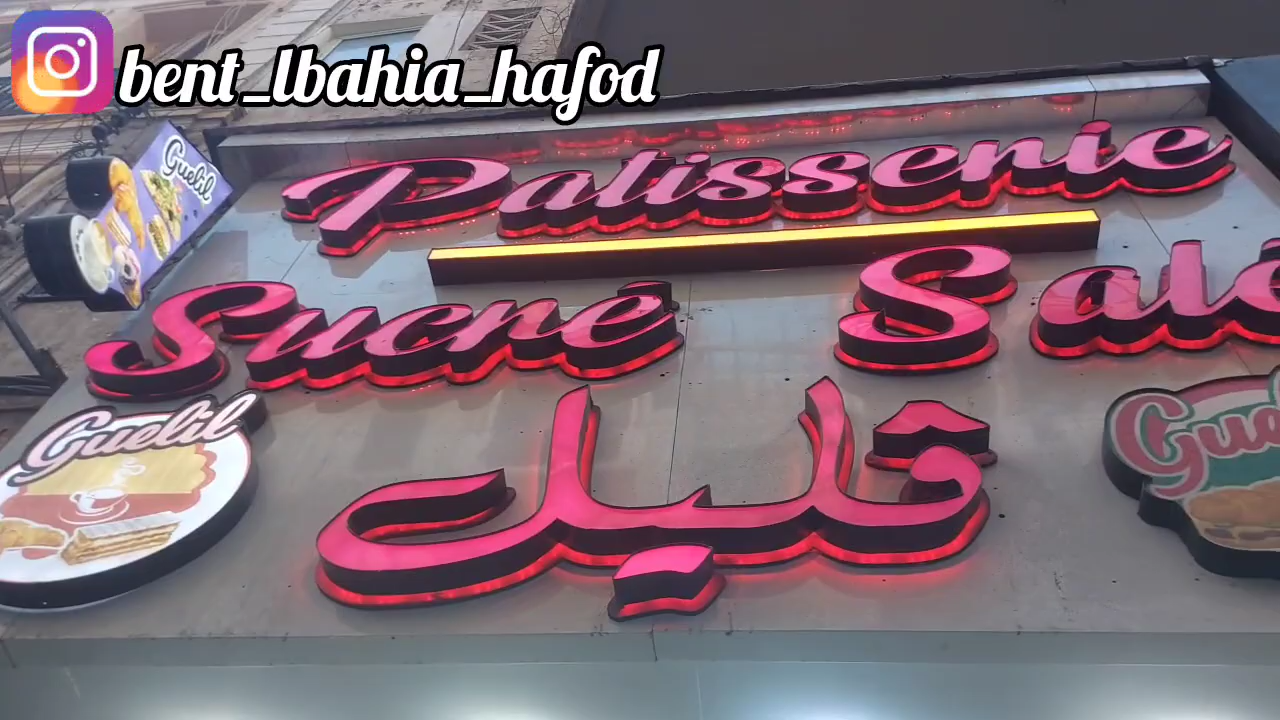 bent_lbahia_hafod
Guelil
Patisserie
Sucré Salé
Guelil
قليل